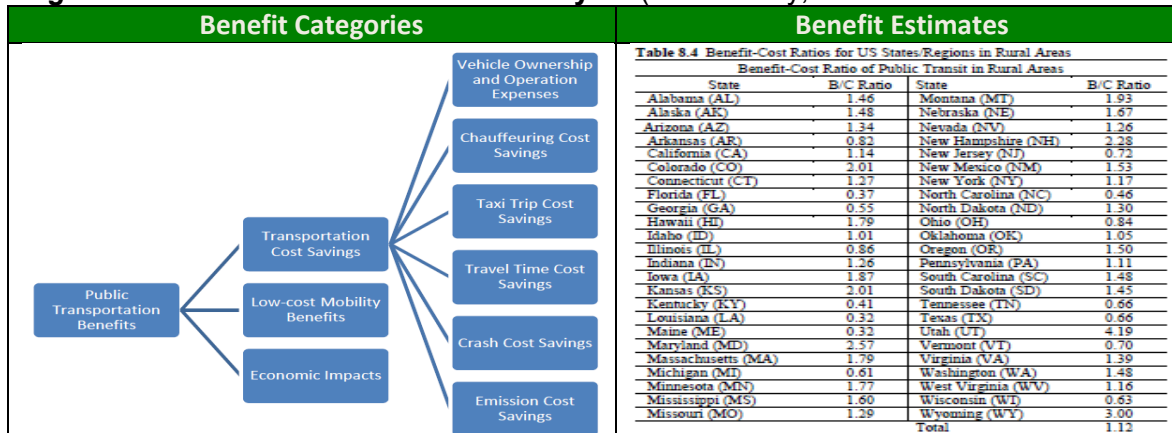 Benefit Categories
Benefit Estimates
Vehicle Ownership
and Operation
Expenses
Chauffeuring Cost
Savings
Taxi Trip Cost
Savings
Transportation
Cost Savings
Travel Time Cost
Savings
Public
Transportation
Benefits
Low-cost Mobility
Benefits
Crash Cost Savings
Economic Impacts
Emission Cost
Savings
Table 8.4 Benefit-Cost Ratios for US States/Regions in Rural Areas
Benefit-Cost Ratio of Public Transit in Rural Areas
State B/C Ratio State B/C Ratio
Alabama (AL) 1.46 Montana (MT) 1.93
Alaska (AK) 1.48 Nebraska (NE) 1.67
Arizona (AZ) 1.34 Nevada (NV) 1.26
Arkansas (AR) 0.82 New Hampshire (NH) 2.28
California (CA) 1.14 New Jersey (NJ) 0.72
Colorado (CO) 2.01 New Mexico (NM) 1.53
Connecticut (CT) 1.27 New York (NY) 1.17
Florida (FL) 0.37 North Carolina (NC) 0.46
Georgia (GA) 0.55 North Dakota (ND) 1.30
Hawaii (HI) 1.79 Ohio (OH) 0.84
Idaho (ID) 1.01 Oklahoma (OK) 1.05
Illinois (IL) 0.86 Oregon (OR) 1.50
Indiana (IN) 1.26 Pennsylvania (PA) 1.11
Iowa (IA) 1.87 South Carolina (SC) 1.48
Kansas (KS) 2.01 South Dakota (SD) 1.45
Kentucky (KY) 0.41 Tennessee (TN) 0.66
Louisiana (LA) 0.32 Texas (TX) 0.66
Maine (ME) 0.32 Utah (UT) 4.19
Maryland (MD) 2.57 Vermont (VT) 0.70
Massachusetts (MA) 1.79 Virginia (VA) 1.39
Michigan (MI) 0.61 Washington (WA) 1.48
Minnesota (MN) 1.77 West Virginia (WV) 1.16
Mississippi (MS) 1.60 Wisconsin (WI) 0.63
Missouri (MO) 1.29 Wyoming (WY) 3.00
Total 1.12